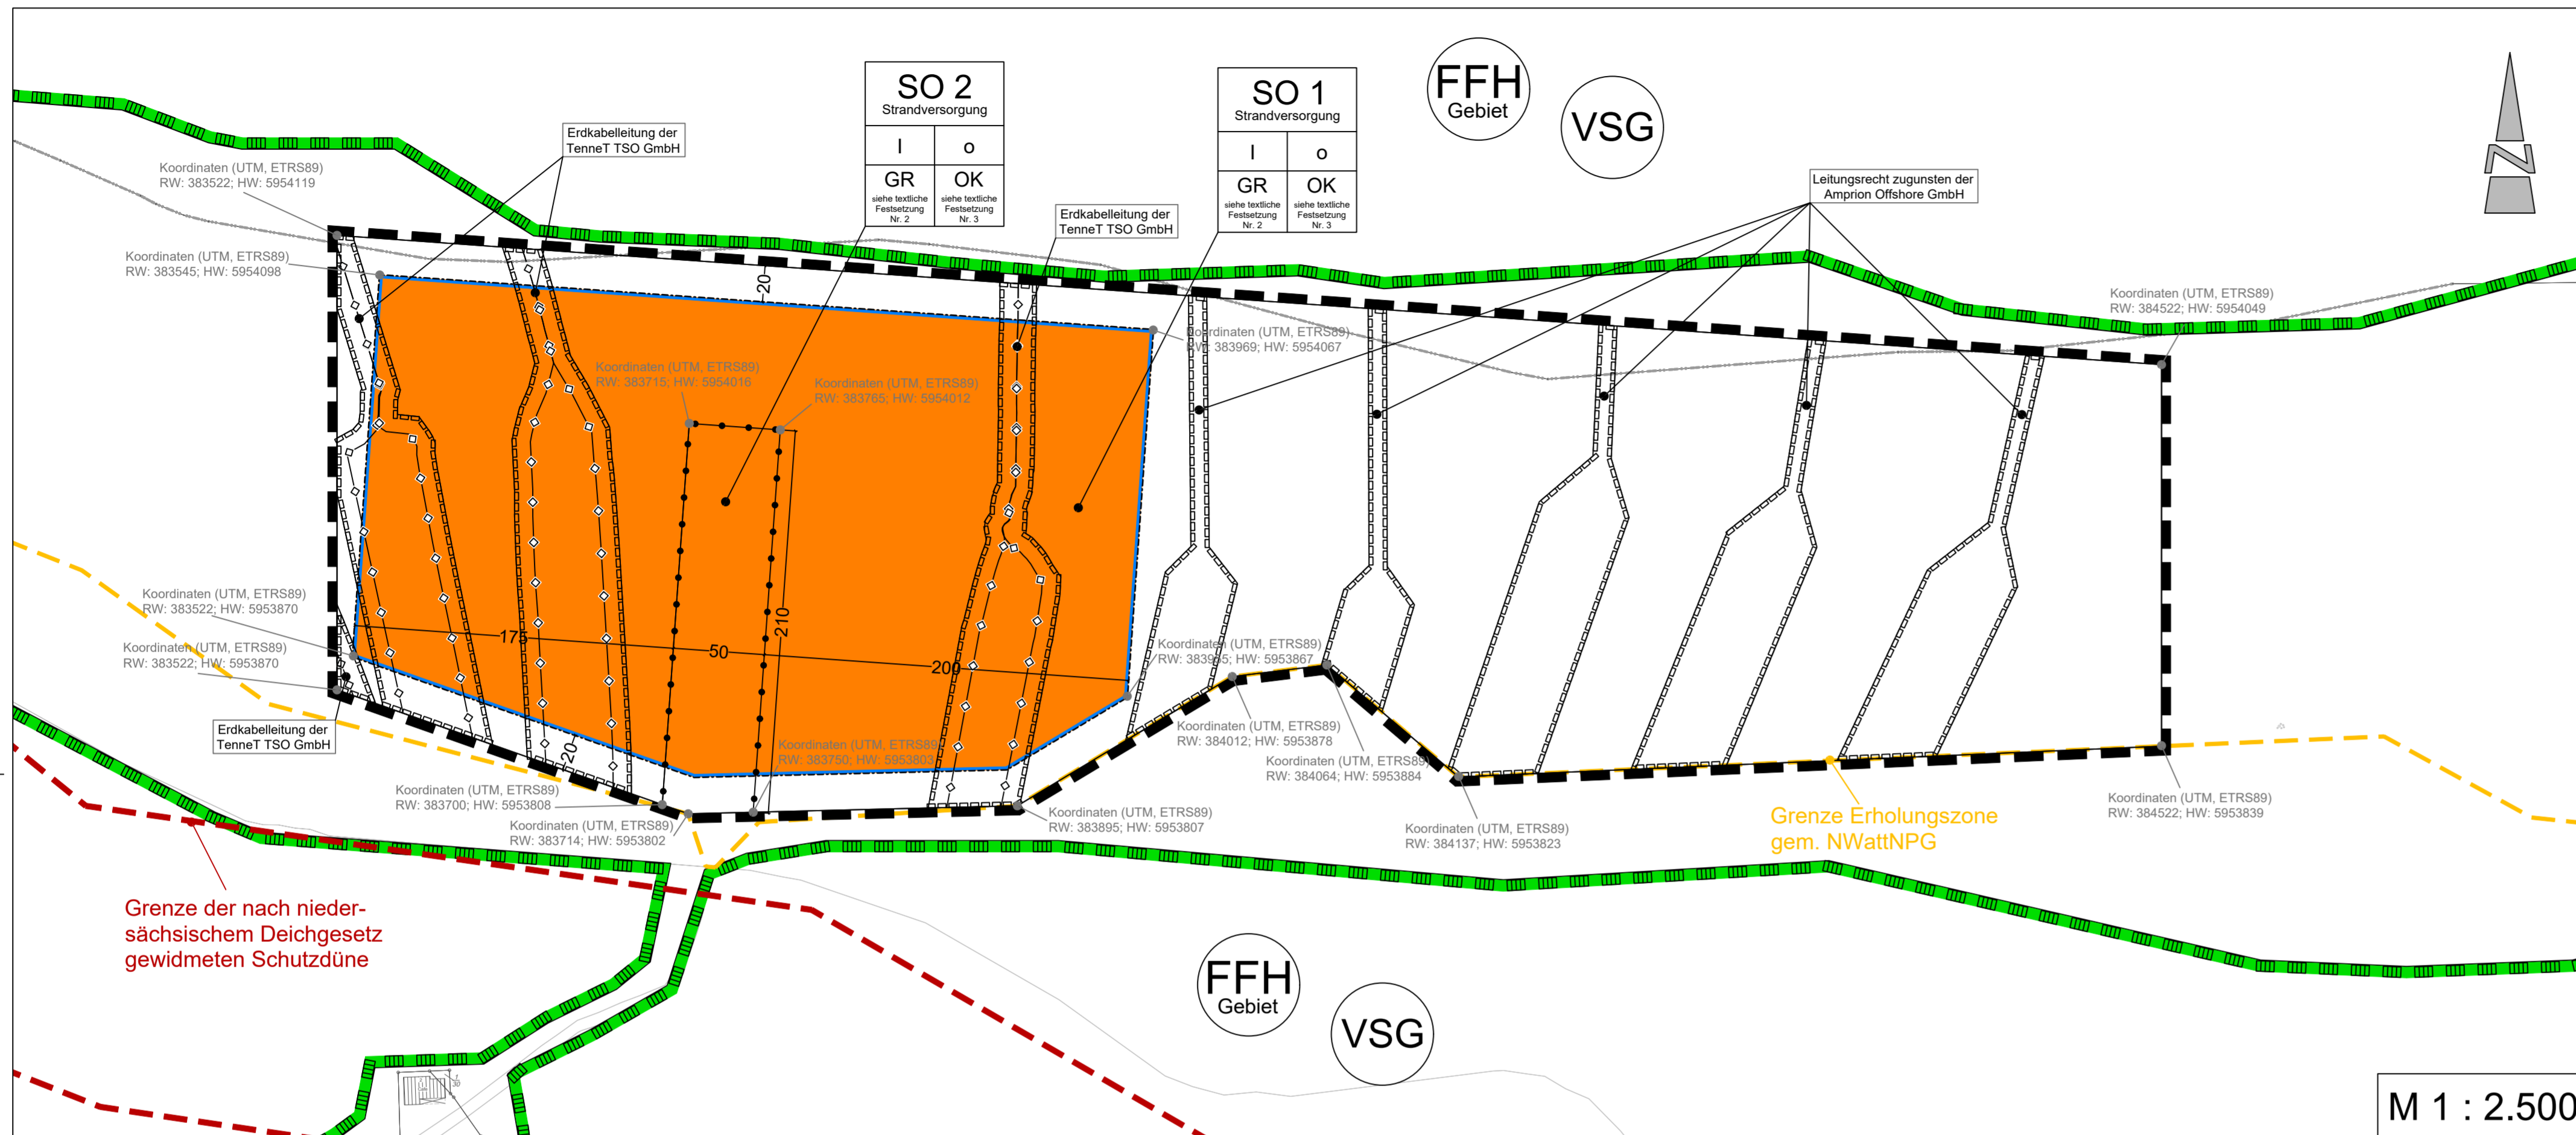 SO 2
Strandversorgung
I
o
GR
siehe textliche
Festsetzung
Nr. 2
OK
siehe textliche
Festsetzung
Nr. 3
SO 1
Strandversorgung
I
o
GR
siehe textliche
Festsetzung
Nr. 2
OK
siehe textliche
Festsetzung
Nr. 3
FFH
Gebiet
VSG
N
Erdkabelleitung der
TenneT TSO GmbH
Koordinaten (UTM, ETRS89)
RW: 383522; HW: 5954119
Leitungsrecht zugunsten der
Amprion Offshore GmbH
Erdkabelleitung der
TenneT TSO GmbH
Koordinaten (UTM, ETRS89)
RW: 383545; HW: 5954098
20
Koordinaten (UTM, ETRS89)
RW: 384522; HW: 5954049
Koordinaten (UTM, ETRS89)
RW: 383969; HW: 5954067
Koordinaten (UTM, ETRS89)
RW: 383715; HW: 5954016
Koordinaten (UTM, ETRS89)
RW: 383765; HW: 5954012
Koordinaten (UTM, ETRS89)
RW: 383522; HW: 5953870
Koordinaten (UTM, ETRS89)
RW: 383522; HW: 5953870
175
50
210
200
Koordinaten (UTM, ETRS89)
HW: 5953867
Erdkabelleitung der
TenneT TSO GmbH
20
Koordinaten (UTM, ETRS89)
RW: 383750; HW: 5953803
Koordinaten (UTM, ETRS89)
RW: 384012; HW: 5953878
Koordinaten (UTM, ETRS89)
RW: 384064; HW: 5953884
Koordinaten (UTM, ETRS89)
RW: 383700; HW: 5953808
Koordinaten (UTM, ETRS89)
RW: 383714; HW: 5953802
Koordinaten (UTM, ETRS89)
RW: 383895; HW: 5953807
Koordinaten (UTM, ETRS89)
RW: 384137; HW: 5953823
Grenze Erholungszone
gem. NWattNPG
Koordinaten (UTM, ETRS89)
RW: 384522; HW: 5953839
Grenze der nach nieder-
sächsischem Deichgesetz
gewidmeten Schutzdüne
FFH
Gebiet
VSG
M 1 : 2.500